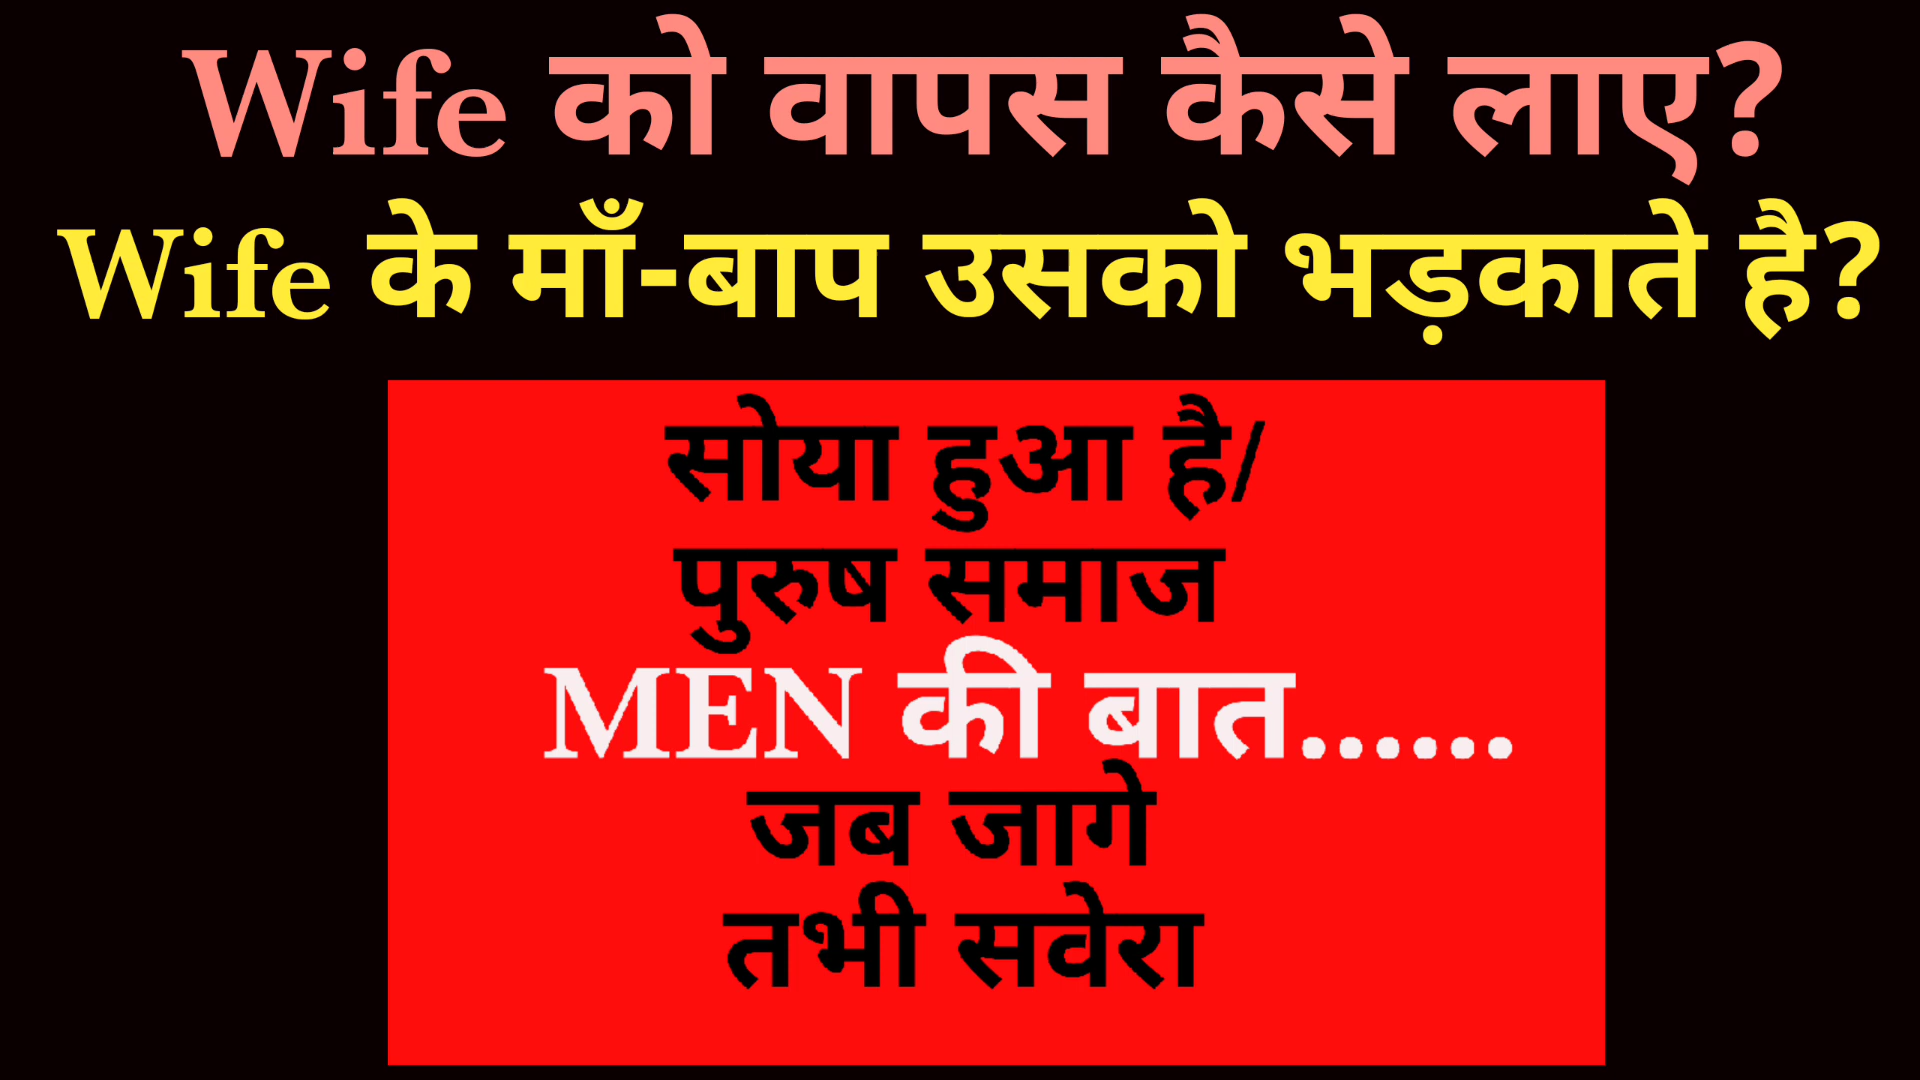 Wife को वापस कैसे लाए?
Wife के माँ-बाप उसको भड़काते है?
सोया हुआ है/
पुरुष समाज
MEN की बात......
जब जागे
तभी सवेरा